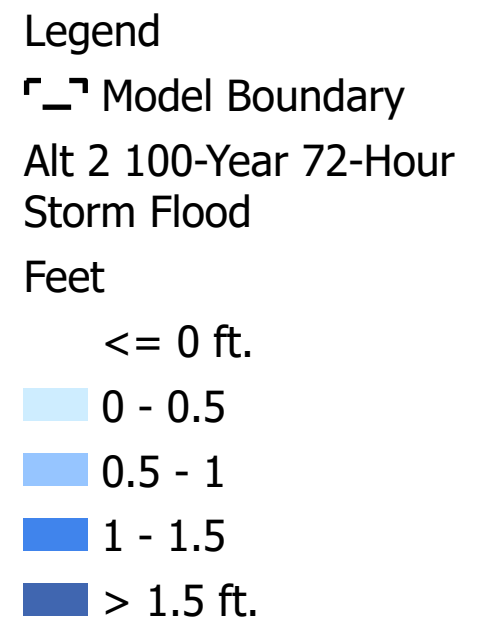 Legend
Model Boundary
Alt 2 100-Year 72-Hour
Storm Flood
Feet
<= 0 ft.
0 - 0.5
0.5 - 1
1 - 1.5
> 1.5 ft.